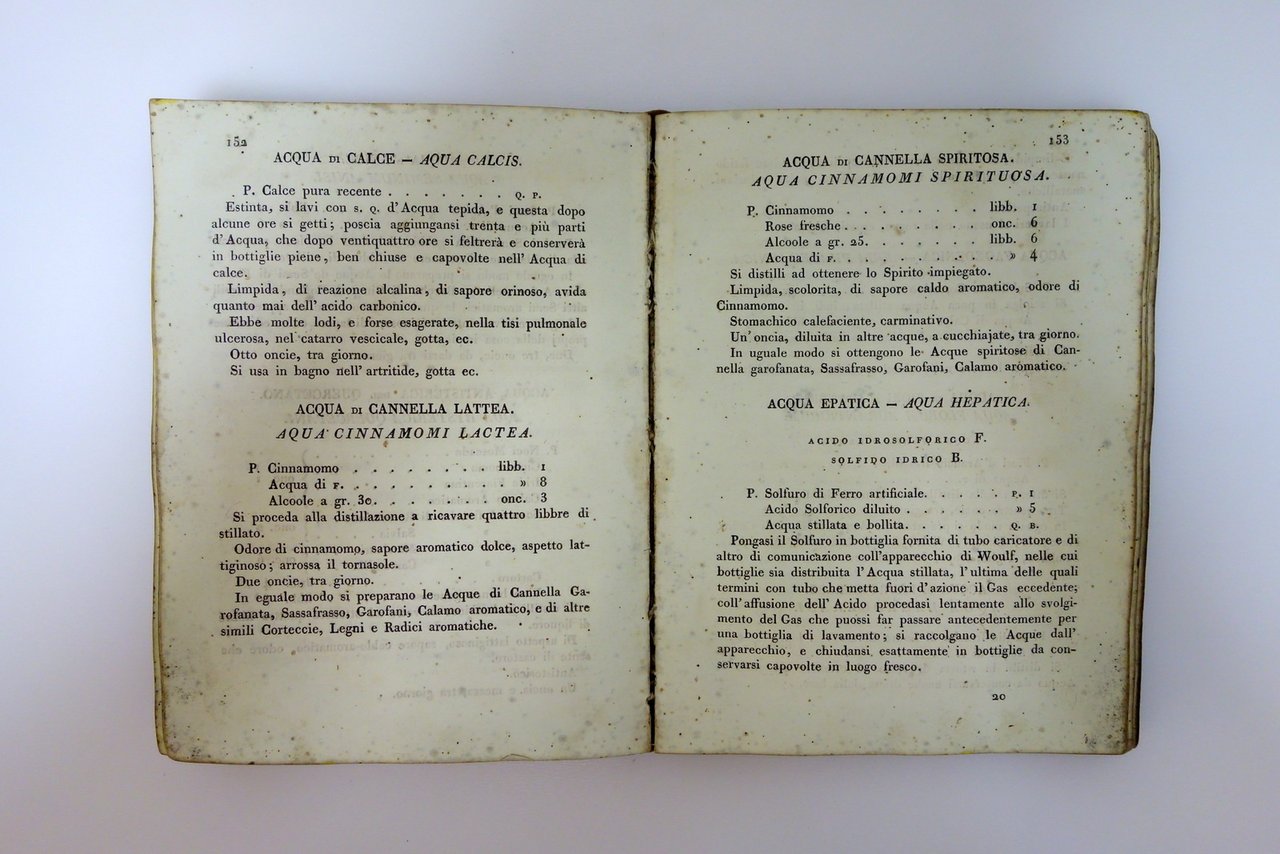 152
ACQUA DI CALCE — AQUA CALCIS.
P. Calce pura recente . . . . . . . Q. P.
Estinta, si lavi con S. Q. d'Acqua tepida, e questa dopo
alcune ore si getti; poscia aggiungansi trenta e più parti
d'Acqua, che dopo ventiquattro ore si feltrerà e conserverà
in bottiglie piene, ben chiuse e capovolte nell'Acqua di
calce.
Limpida, di reazione alcalina, di sapore orinoso, avida
quanto mai dell'acido carbonico.
Ebbe molte lodi, e forse esagerate, nella tisi pulmonale
ulcerosa, nel catarro vescicale, gotta, ec.
Otto oncie, tra giorno.
Si usa in bagno nell'artritide, gotta ec.
ACQUA DI CANNELLA LATTEA.
AQUA CINNAMOMI LACTEA.
P. Cinnamomo . . . . . . . . libb. 1
Acqua di F. . . . . . . . . . » 8
Alcoole a gr. 30. . . . . . . onc. 3
Si proceda alla distillazione a ricavare quattro libbre di
stillato.
Odore di cinnamomo, sapore aromatico dolce, aspetto lat-
tiginoso; arrossa il tornasole.
Due oncie, tra giorno.
In eguale modo si preparano le Acque di Cannella Ga-
rofanata, Sassafrasso, Garofani, Calamo aromatico, e di altre
simili Corteccie, Legni e Radici aromatiche.
153
ACQUA DI CANNELLA SPIRITOSA.
AQUA CINNAMOMI SPIRITUOSA.
P. Cinnamomo . . . . . . . . libb. 1
Rose fresche . . . . . . . . onc. 6
Alcoole a gr. 25. . . . . . . libb. 6
Acqua di F. . . . . . . . . . » 4
Si distilli ad ottenere lo Spirito impiegato.
Limpida, scolorita, di sapore caldo aromatico, odore di
Cinnamomo.
Stomachico calefaciente, carminativo.
Un'oncia, diluita in altre acque, a cucchiajate, tra giorno.
In uguale modo si ottengono le Acque spiritose di Can-
nella garofanata, Sassafrasso, Garofani, Calamo aromatico.
ACQUA EPATICA — AQUA HEPATICA.
ACIDO IDROSOLFORICO F.
SOLFIDO IDRICO B.
P. Solfuro di Ferro artificiale. . . . . P. 1
Acido Solforico diluito . . . . . . » 5
Acqua stillata e bollita. . . . . . Q. B.
Pongasi il Solfuro in bottiglia fornita di tubo caricatore e di
altro di comunicazione coll'apparecchio di Woulf, nelle cui
bottiglie sia distribuita l'Acqua stillata, l'ultima delle quali
termini con tubo che metta fuori d'azione il Gas eccedente;
coll'affusione dell'Acido procedasi lentamente allo svolgi-
mento del Gas che puossi far passare antecedentemente per
una bottiglia di lavamento; si raccolgano le Acque dall'
apparecchio, e chiudansi esattamente in bottiglie da con-
servarsi capovolte in luogo fresco.
20